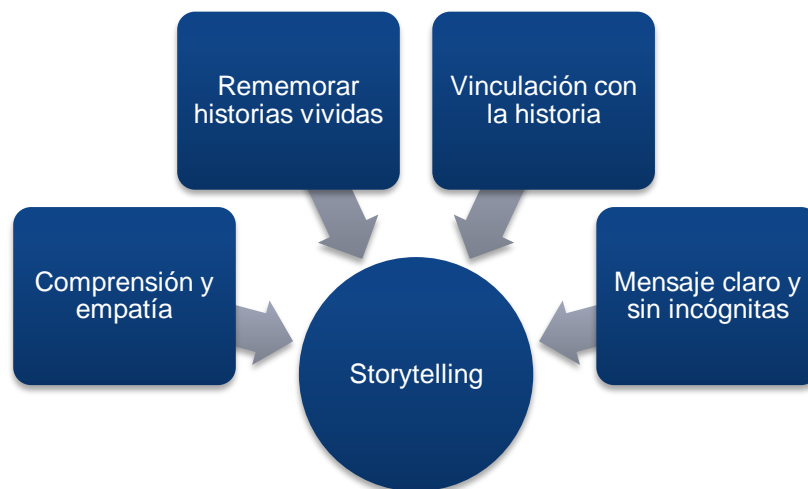 Rememorar
historias vividas
Vinculación con
la historia
Comprensión y
empatía
Mensaje claro y
sin incógnitas
Storytelling